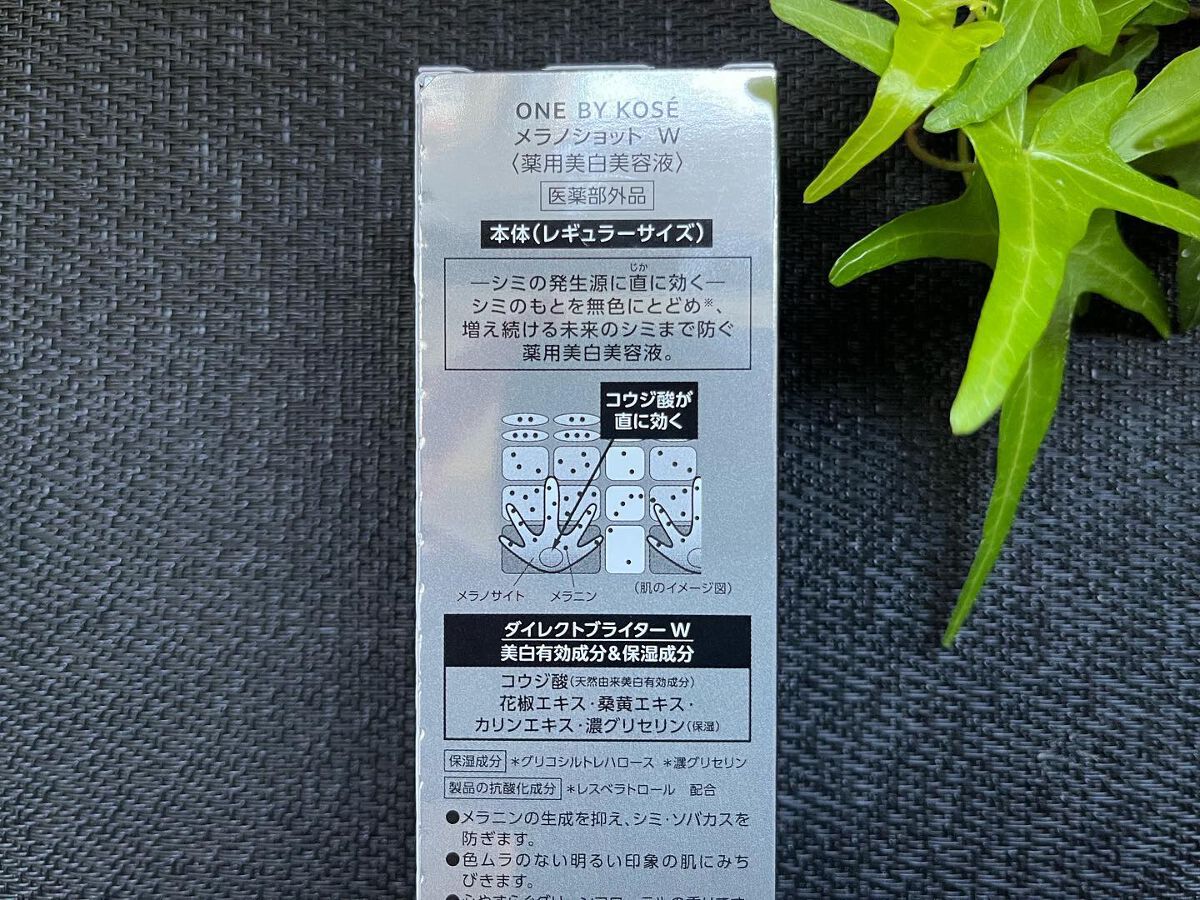 ONE BY KOSÉ
メラノショット W
〈薬用美白美容液〉
医薬部外品
本体(レギュラーサイズ)
じか
―シミの発生源に直に効く―
シミのもとを無色にとどめ※、
増え続ける未来のシミまで防ぐ
薬用美白美容液。
コウジ酸が
直に効く
メラノサイト メラニン (肌のイメージ図)
ダイレクトブライター W
美白有効成分&保湿成分
コウジ酸(天然由来美白有効成分)
花椒エキス・桑黄エキス・
カリンエキス・濃グリセリン(保湿)
保湿成分 *グリコシルトレハロース *濃グリセリン
製品の抗酸化成分 *レスベラトロール 配合
●メラニンの生成を抑え、シミ・ソバカスを
防ぎます。
●色ムラのない明るい印象の肌にみち
びきます。